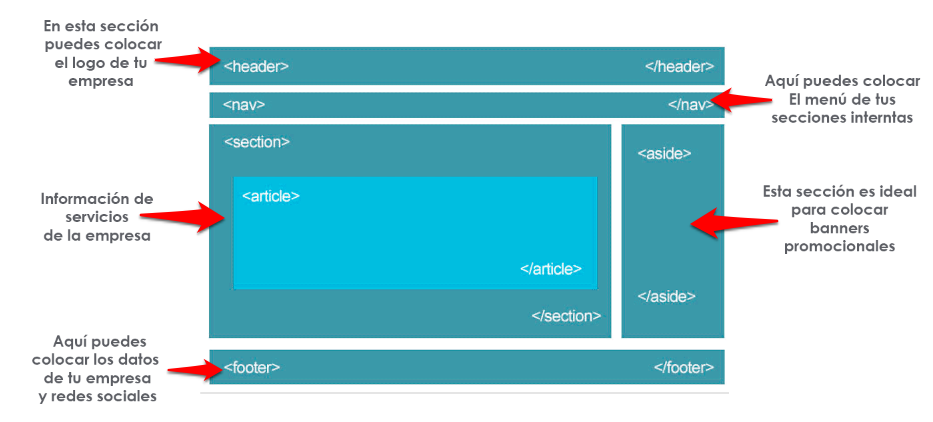 En esta sección
puedes colocar
el logo de tu
empresa
<header>
</header>
Aquí puedes colocar
El menú de tus
secciones interntas
<nav>
</nav>
<section>
<aside>
<article>
Información de
servicios
de la empresa
Esta sección es ideal
para colocar
banners
promocionales
</article>
</aside>
</section>
Aquí puedes
colocar los datos
de tu empresa
y redes sociales
<footer>
</footer>